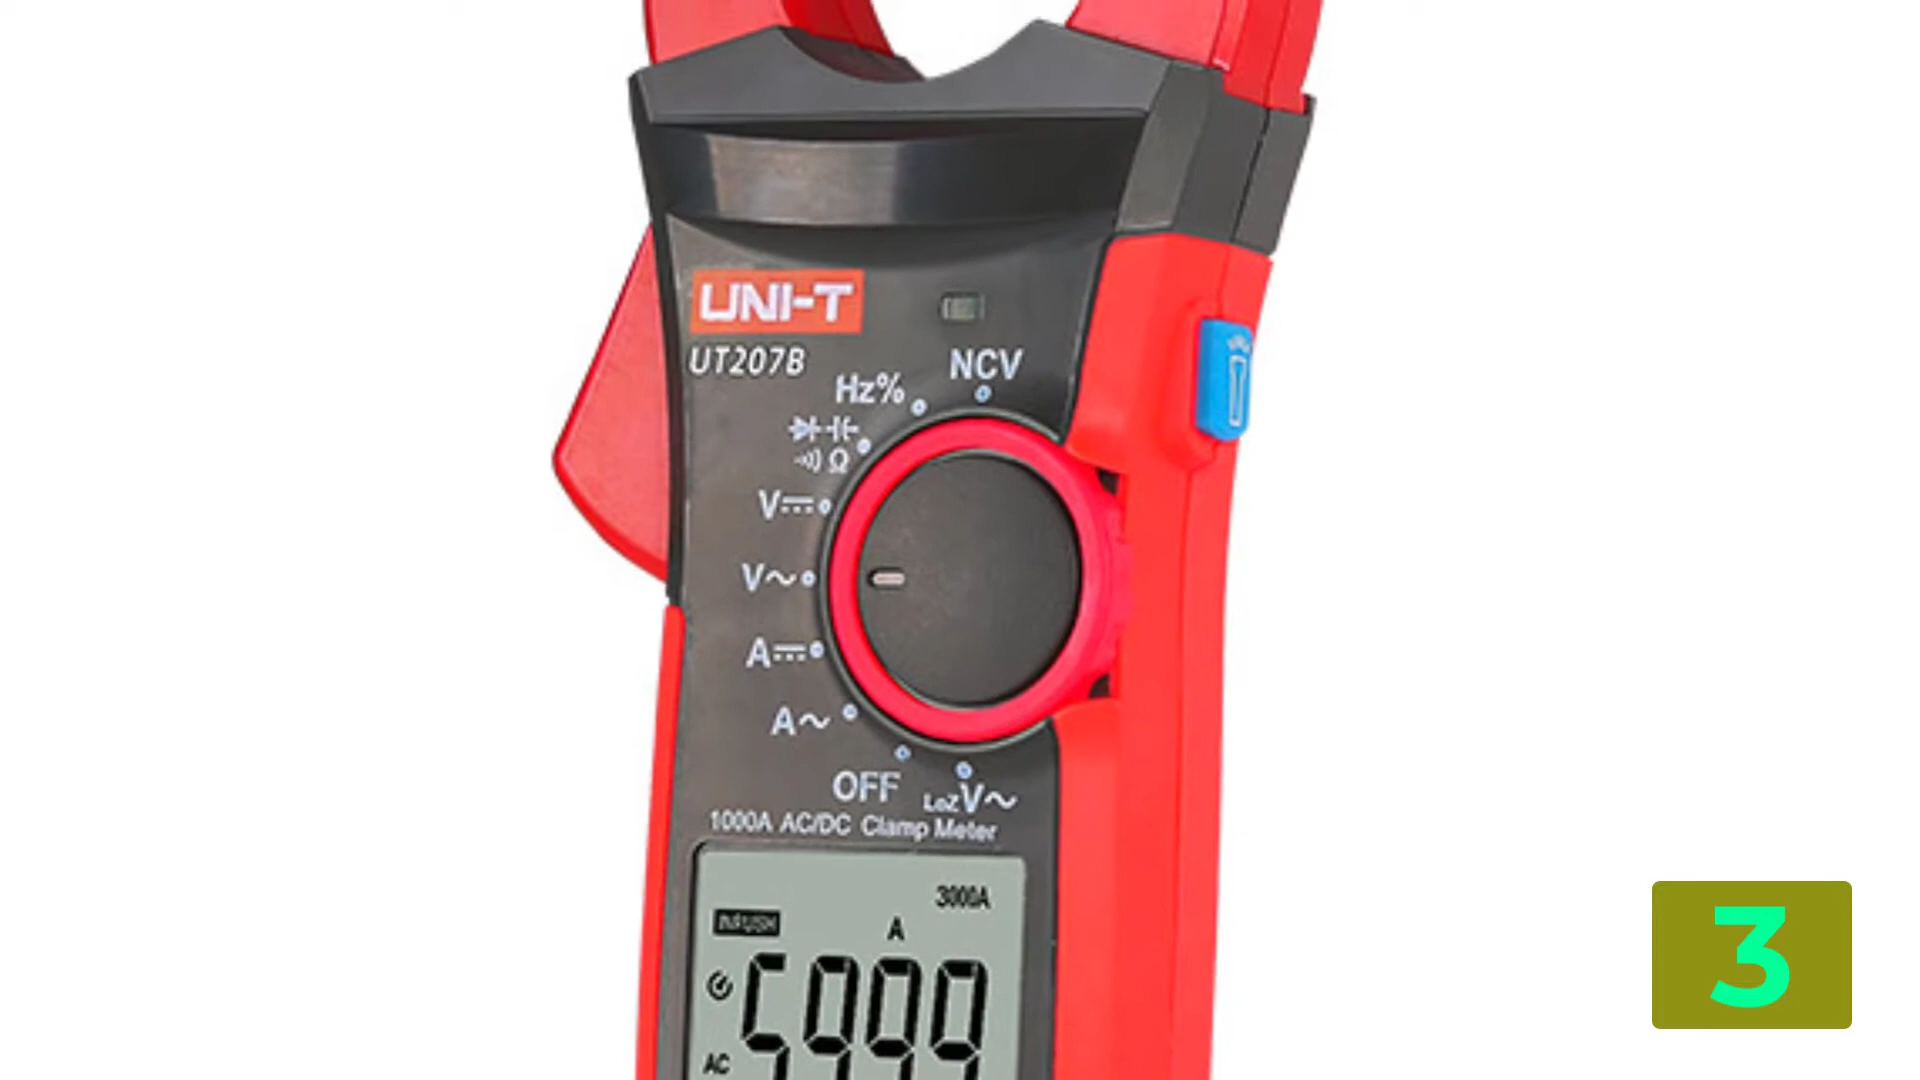 UNI-T
UT207B
NCV
Hz%
Ω
V
V~
A
A~
OFF
LoZ V~
1000A AC/DC Clamp Meter
3000A
INRUSH
A
5999
AC
3